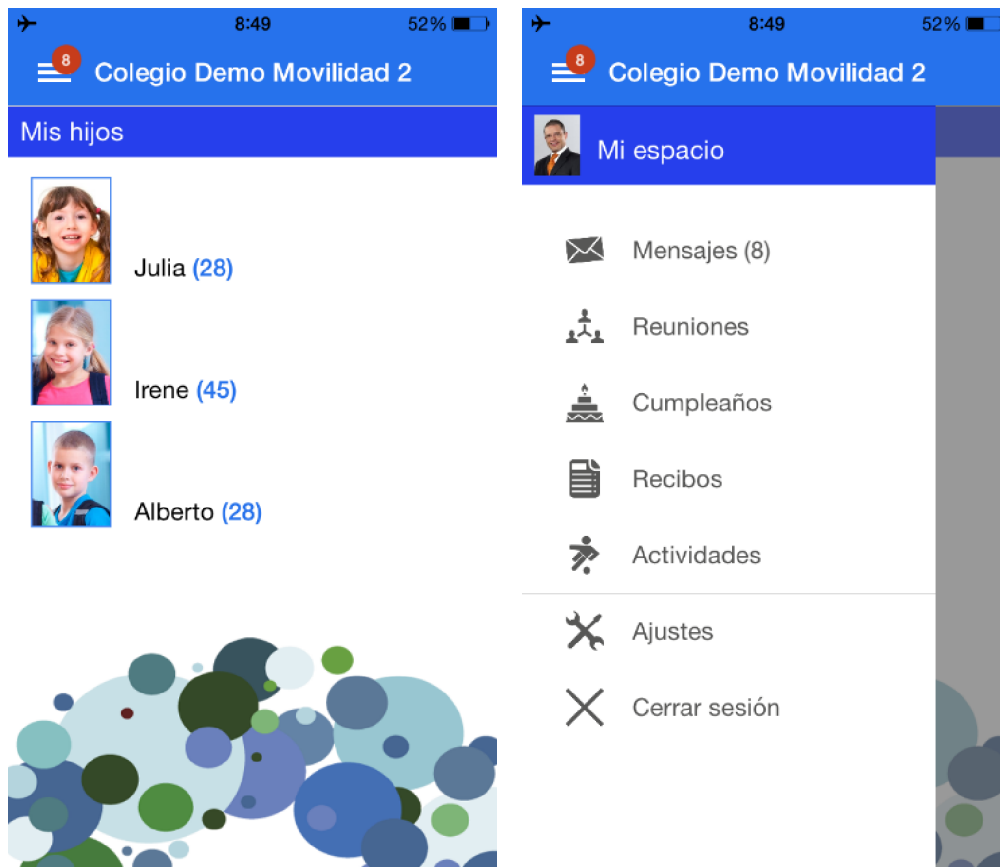 8:49
52%
8
Colegio Demo Movilidad 2
Mis hijos
Julia (28)
Irene (45)
Alberto (28)
8:49
52%
8
Colegio Demo Movilidad 2
Mi espacio
Mensajes (8)
Reuniones
Cumpleaños
Recibos
Actividades
Ajustes
Cerrar sesión